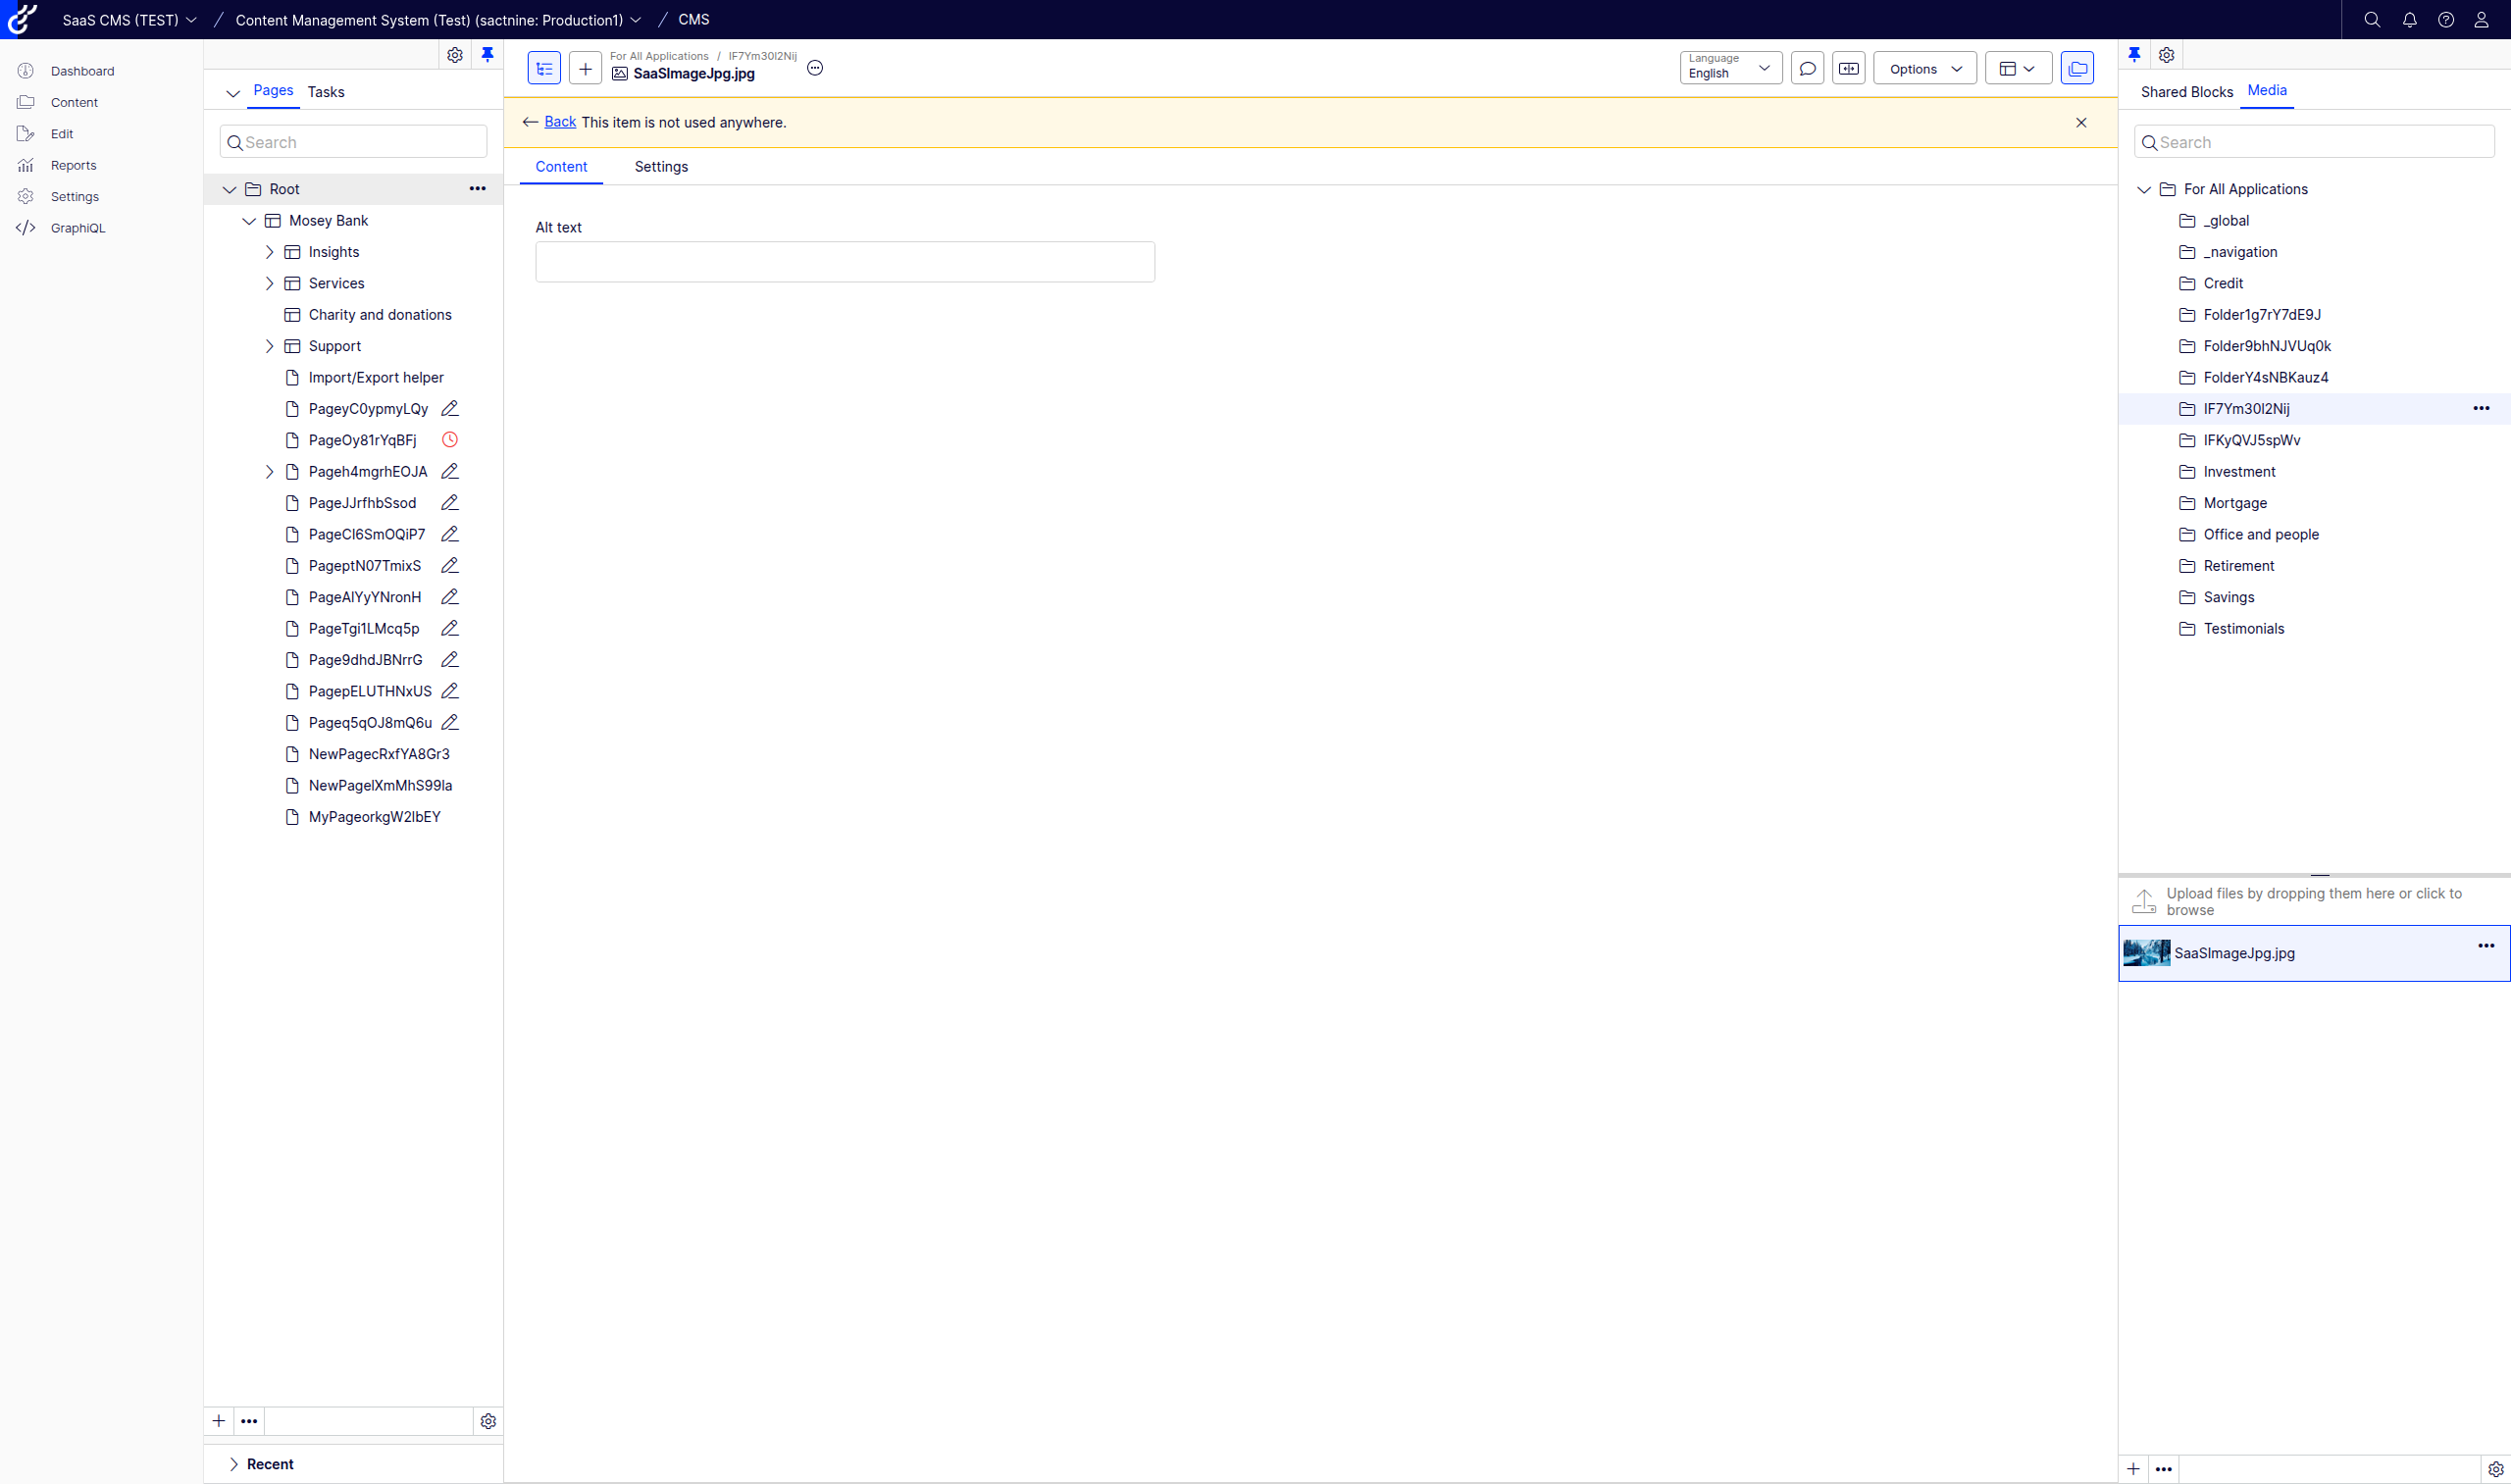 SaaS CMS (TEST) / Content Management System (Test) (sactnine: Production1) / CMS
Dashboard
Content
Edit
Reports
Settings
GraphiQL
Pages Tasks
Search
Root
Mosey Bank
Insights
Services
Charity and donations
Support
Import/Export helper
PageyC0ypmyLQy
PageOy81rYqBFj
Pageh4mgrhEOJA
PageJJrfhbSsod
PageCl6SmOQiP7
PageptN07TmixS
PageAlYyYNronH
PageTgi1LMcq5p
Page9dhdJBNrrG
PagepELUTHNxUS
Pageq5qOJ8mQ6u
NewPagecRxfYA8Gr3
NewPagelXmMhS99la
MyPageorkgW2lbEY
Recent
For All Applications / IF7Ym30l2Nij
SaaSImageJpg.jpg
Language
English
Options
Back This item is not used anywhere.
Content Settings
Alt text
Shared Blocks Media
Search
For All Applications
_global
_navigation
Credit
Folder1g7rY7dE9J
Folder9bhNJVUq0k
FolderY4sNBKauz4
IF7Ym30l2Nij
IFKyQVJ5spWv
Investment
Mortgage
Office and people
Retirement
Savings
Testimonials
Upload files by dropping them here or click to
browse
SaaSImageJpg.jpg